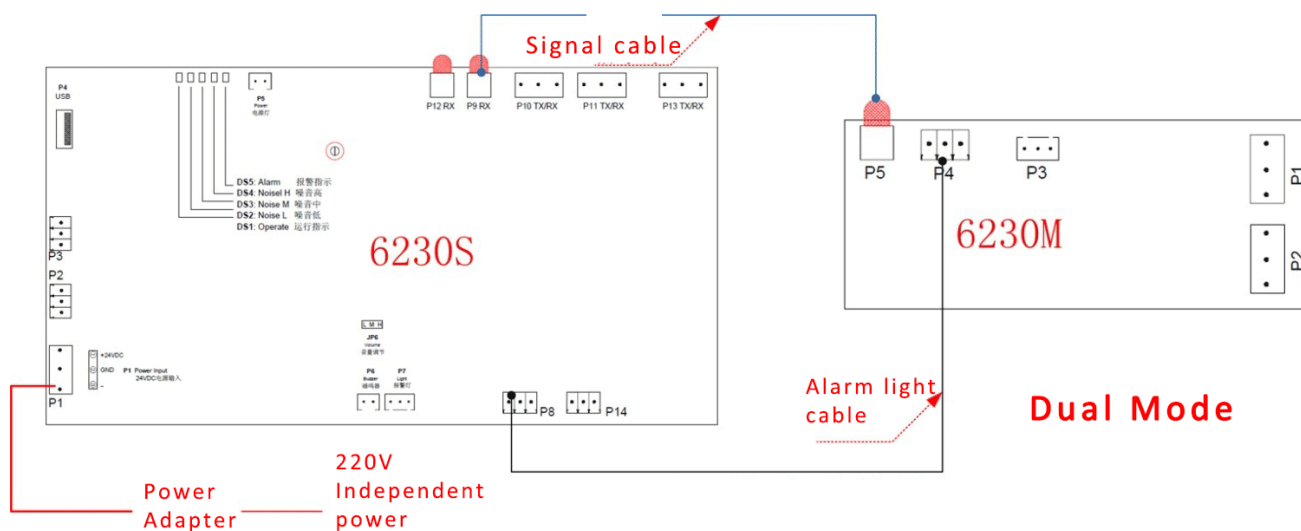 Signal cable
P4
USB
P5
Power
电源灯
P12 RX
P9 RX
P10 TX/RX
P11 TX/RX
P13 TX/RX
DS5: Alarm 报警指示
DS4: Noisel H 噪音高
DS3: Noise M 噪音中
DS2: Noise L 噪音低
DS1: Operate 运行指示
P3
P2
6230S
P5
P4
P3
P1
P2
6230M
L M H
JP6
Volume
音量调节
+24VDC
GND
-
P1 Power Input
24VDC电源输入
P1
P6
Buzzer
蜂鸣器
P7
Light
报警灯
P8
P14
Alarm light
cable
Dual Mode
Power
Adapter
220V
Independent
power